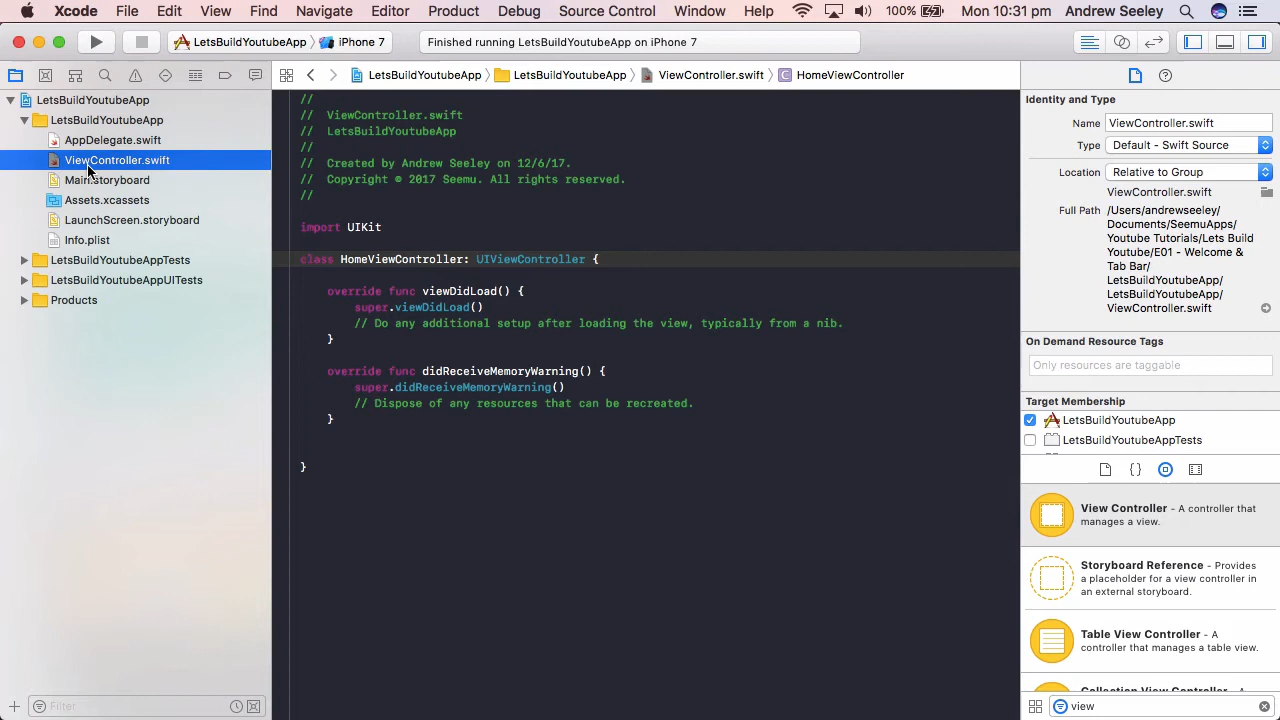 Xcode File Edit View Find Navigate Editor Product Debug Source Control Window Help 100% Mon 10:31 pm Andrew Seeley
LetsBuildYoutubeApp iPhone 7
Finished running LetsBuildYoutubeApp on iPhone 7
LetsBuildYoutubeApp LetsBuildYoutubeApp ViewController.swift C HomeViewController
LetsBuildYoutubeApp
LetsBuildYoutubeApp
AppDelegate.swift
ViewController.swift
Main.storyboard
Assets.xcassets
LaunchScreen.storyboard
Info.plist
LetsBuildYoutubeAppTests
LetsBuildYoutubeAppUITests
Products
Filter
//
// ViewController.swift
// LetsBuildYoutubeApp
//
// Created by Andrew Seeley on 12/6/17.
// Copyright © 2017 Seemu. All rights reserved.
//
import UIKit
class HomeViewController: UIViewController {
override func viewDidLoad() {
super.viewDidLoad()
// Do any additional setup after loading the view, typically from a nib.
}
override func didReceiveMemoryWarning() {
super.didReceiveMemoryWarning()
// Dispose of any resources that can be recreated.
}
}
Identity and Type
Name ViewController.swift
Type Default - Swift Source
Location Relative to Group
ViewController.swift
Full Path /Users/andrewseeley/
Documents/SeemuApps/
Youtube Tutorials/Lets Build
Youtube/E01 - Welcome &
Tab Bar/
LetsBuildYoutubeApp/
LetsBuildYoutubeApp/
ViewController.swift
On Demand Resource Tags
Only resources are taggable
Target Membership
LetsBuildYoutubeApp
LetsBuildYoutubeAppTests
View Controller - A controller that
manages a view.
Storyboard Reference - Provides
a placeholder for a view controller in
an external storyboard.
Table View Controller - A
controller that manages a table view.
Collection View Controller
view